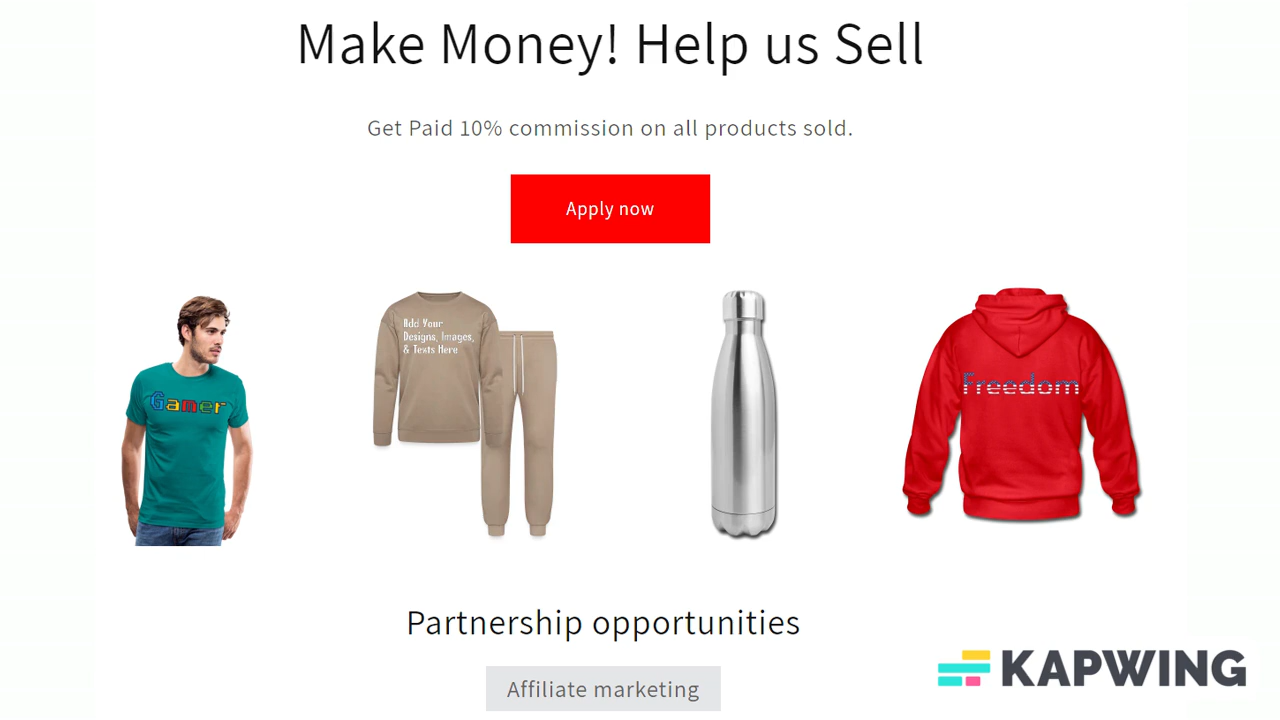 Make Money! Help us Sell
Get Paid 10% commission on all products sold.
Apply now
Gamer
Add Your
Designs, Images,
& Texts Here
Freedom
Partnership opportunities
Affiliate marketing
KAPWING